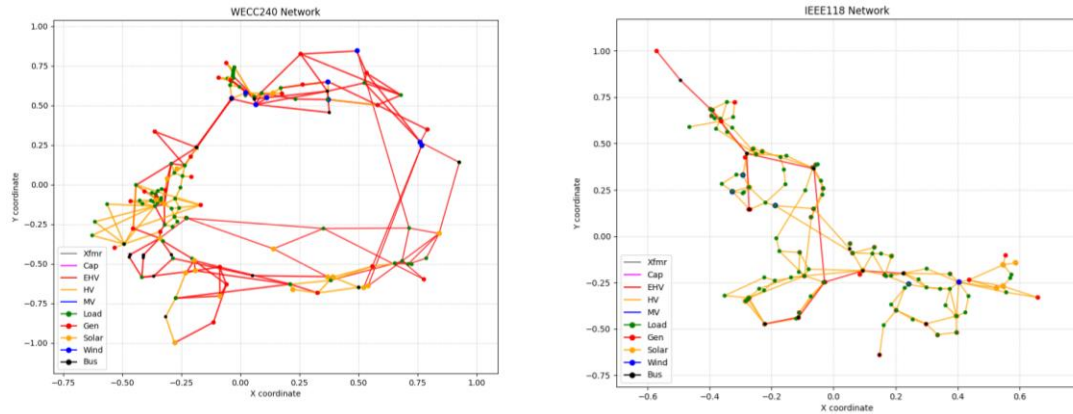 WECC240 Network
1.00
0.75
0.50
0.25
0.00
−0.25
−0.50
−0.75
−1.00
Y coordinate
Xfmr
Cap
EHV
HV
MV
Load
Gen
Solar
Wind
Bus
−0.75
−0.50
−0.25
0.00
0.25
0.50
0.75
1.00
X coordinate
IEEE118 Network
1.00
0.75
0.50
0.25
0.00
−0.25
−0.50
−0.75
Y coordinate
Xfmr
Cap
EHV
HV
MV
Load
Gen
Solar
Wind
Bus
−0.6
−0.4
−0.2
0.0
0.2
0.4
0.6
X coordinate